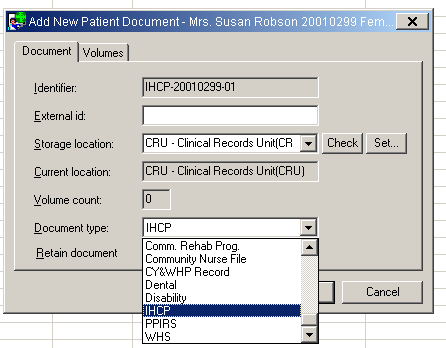 Add New Patient Document - Mrs. Susan Robson 20010299 Fem...
Document Volumes
Identifier: IHCP-20010299-01
External id:
Storage location: CRU - Clinical Records Unit(CR Check Set...
Current location: CRU - Clinical Records Unit(CRU)
Volume count: 0
Document type: IHCP
Retain document
Comm. Rehab Prog.
Community Nurse File
CY&WHP Record
Dental
Disability
IHCP
PPIRS
WHS
Cancel